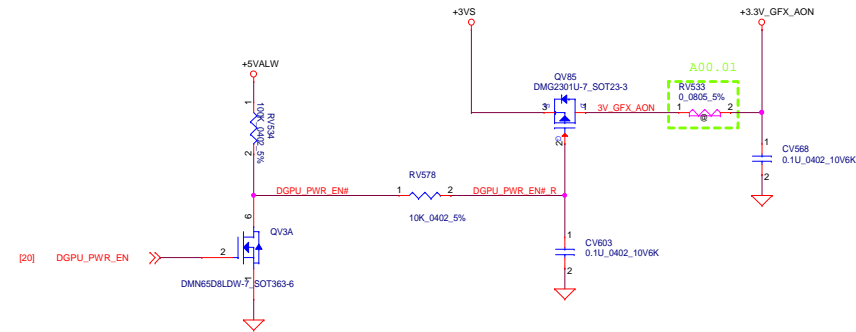 +3VS
+3.3V_GFX_AON
+5VALW
A00.01
QV85
DMG2301U-7_SOT23-3
RV533
0_0805_5%
3
1
3V_GFX_AON
1
2
@
2
1
RV534
100K_0402_5%
2
1
CV568
0.1U_0402_10V6K
2
RV578
DGPU_PWR_EN#
1
2
DGPU_PWR_EN#_R
10K_0402_5%
6
QV3A
[20]
DGPU_PWR_EN
2
1
DMN65D8LDW-7_SOT363-6
1
CV603
0.1U_0402_10V6K
2